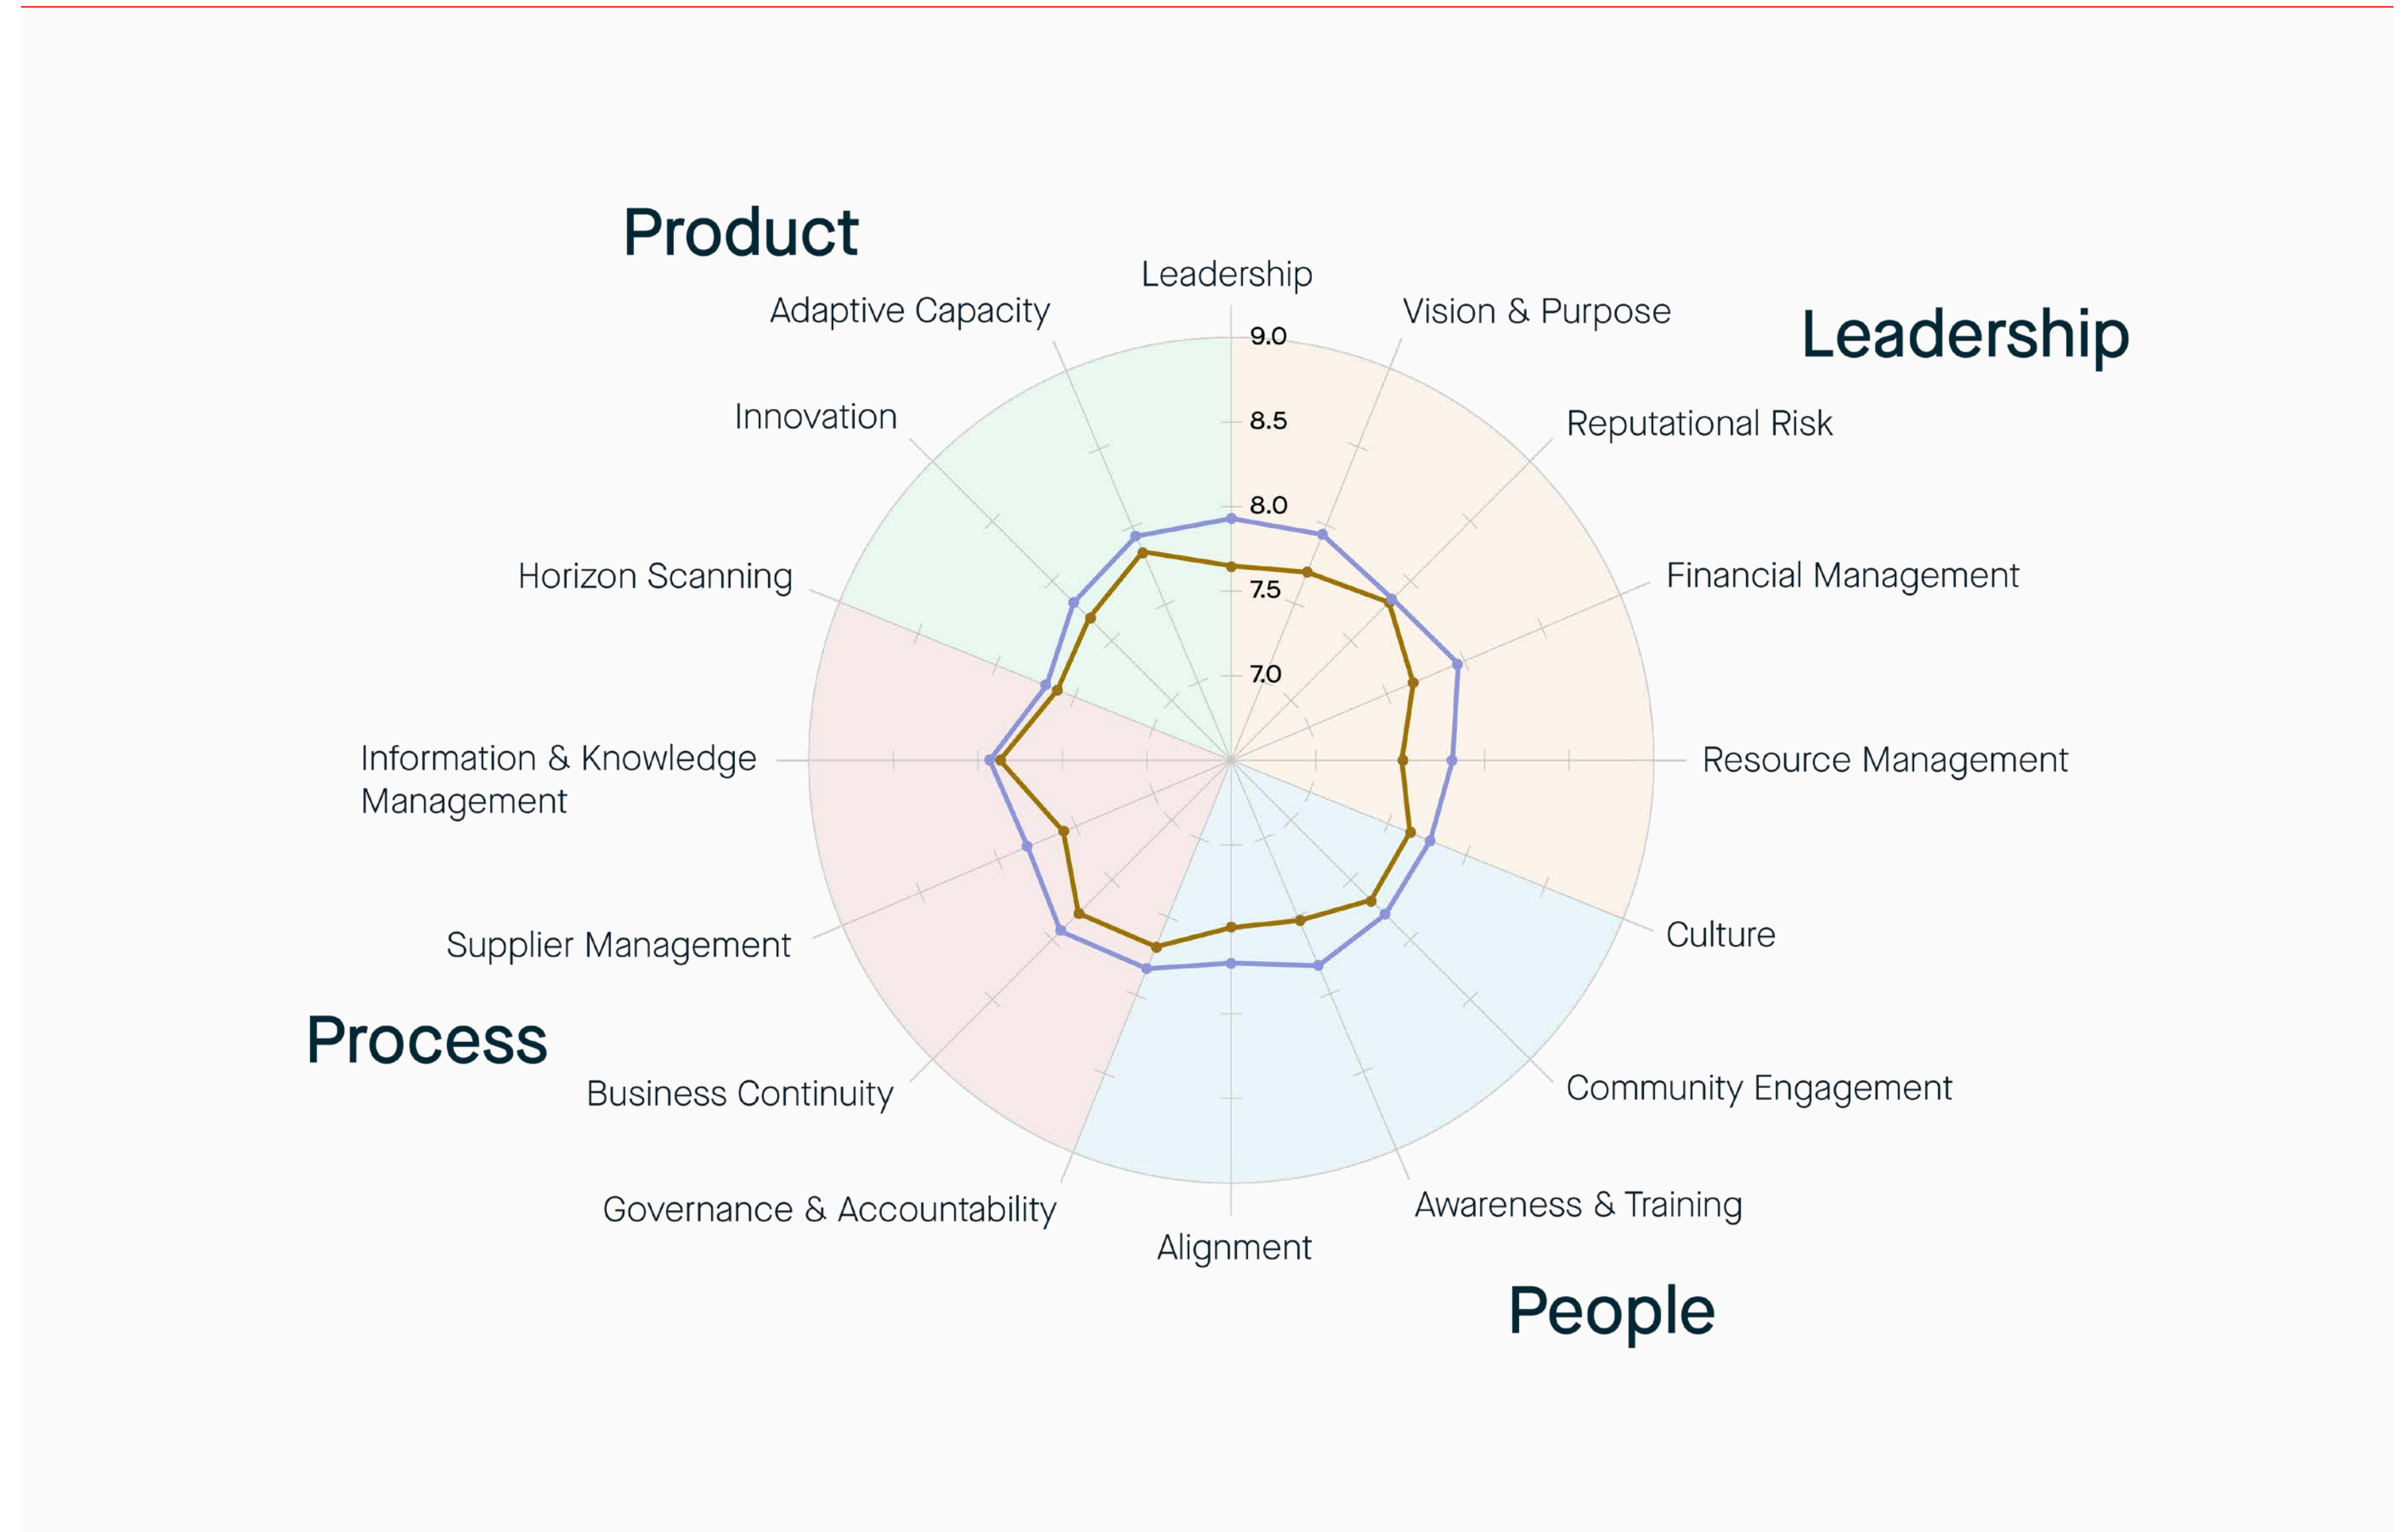 Product
Leadership
Adaptive Capacity
Vision & Purpose
Leadership
9.0
Innovation
Reputational Risk
8.5
8.0
Horizon Scanning
Financial Management
7.5
7.0
Information & Knowledge
Management
Resource Management
Supplier Management
Culture
Process
Business Continuity
Community Engagement
Governance & Accountability
Awareness & Training
Alignment
People